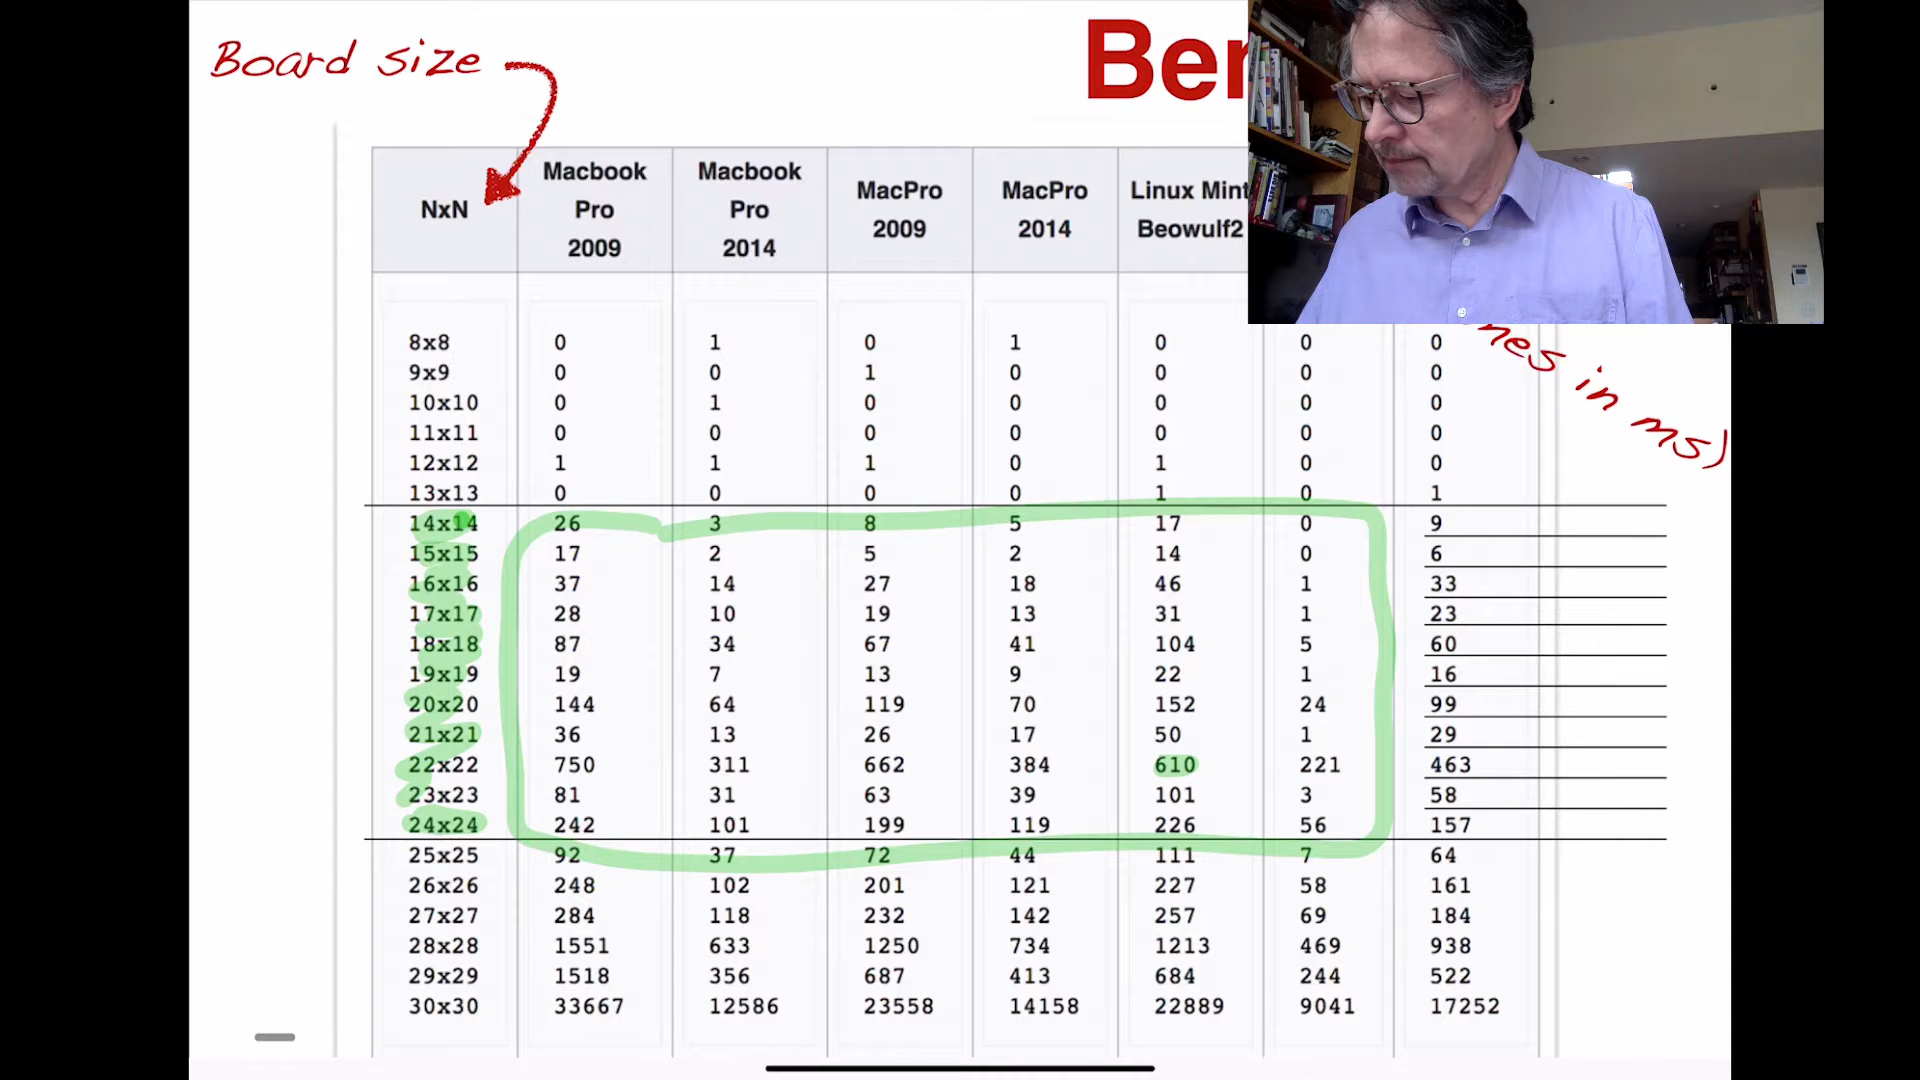 Board size
Ben
NxN
Macbook Pro 2009
Macbook Pro 2014
MacPro 2009
MacPro 2014
Linux Mint Beowulf2
in ms)
8x8 0 1 0 1 0 0 0
9x9 0 0 1 0 0 0 0
10x10 0 1 0 0 0 0 0
11x11 0 0 0 0 0 0 0
12x12 1 1 1 0 1 0 0
13x13 0 0 0 0 1 0 1
14x14 26 3 8 5 17 0 9
15x15 17 2 5 2 14 0 6
16x16 37 14 27 18 46 1 33
17x17 28 10 19 13 31 1 23
18x18 87 34 67 41 104 5 60
19x19 19 7 13 9 22 1 16
20x20 144 64 119 70 152 24 99
21x21 36 13 26 17 50 1 29
22x22 750 311 662 384 610 221 463
23x23 81 31 63 39 101 3 58
24x24 242 101 199 119 226 56 157
25x25 92 37 72 44 111 7 64
26x26 248 102 201 121 227 58 161
27x27 284 118 232 142 257 69 184
28x28 1551 633 1250 734 1213 469 938
29x29 1518 356 687 413 684 244 522
30x30 33667 12586 23558 14158 22889 9041 17252